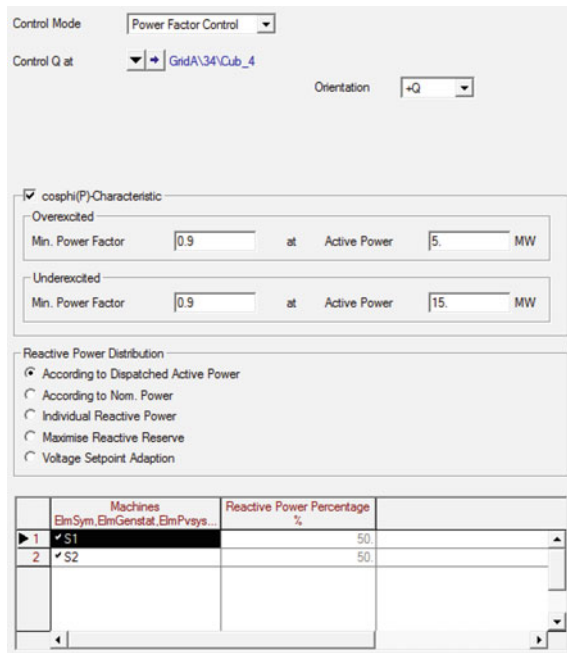 Control Mode Power Factor Control
Control Q at GridA\34\Cub_4
Orientation +Q
cosphi(P)-Characteristic
Overexcited
Min. Power Factor 0.9 at Active Power 5. MW
Underexcited
Min. Power Factor 0.9 at Active Power 15. MW
Reactive Power Distribution
According to Dispatched Active Power
According to Nom. Power
Individual Reactive Power
Maximise Reactive Reserve
Voltage Setpoint Adaption
Machines Reactive Power Percentage
ElmSym,ElmGenstat,ElmPvsys... %
1 S1 50.
2 S2 50.